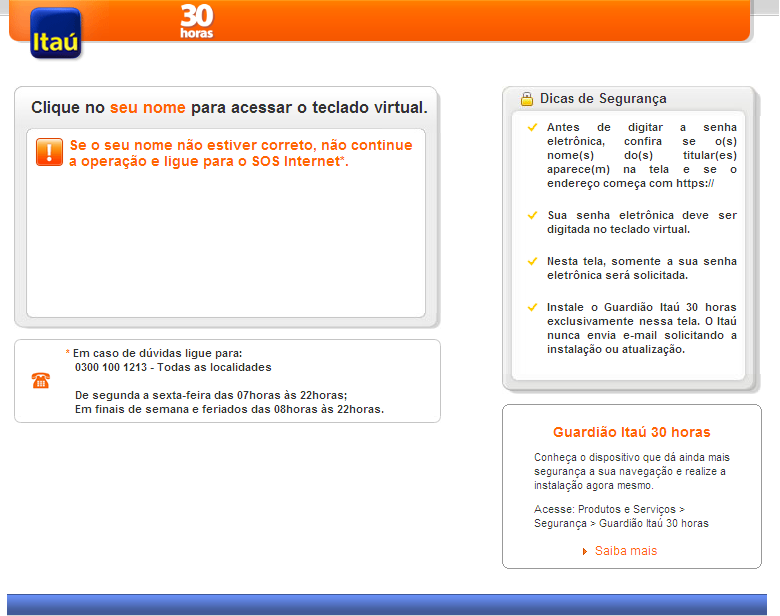 Itaú
30
horas
Clique no seu nome para acessar o teclado virtual.
! Se o seu nome não estiver correto, não continue
a operação e ligue para o SOS Internet*.
* Em caso de dúvidas ligue para:
0300 100 1213 - Todas as localidades
De segunda a sexta-feira das 07horas às 22horas;
Em finais de semana e feriados das 08horas às 22horas.
Dicas de Segurança
Antes de digitar a senha
eletrônica, confira se o(s)
nome(s) do(s) titular(es)
aparece(m) na tela e se o
endereço começa com https://
Sua senha eletrônica deve ser
digitada no teclado virtual.
Nesta tela, somente a sua senha
eletrônica será solicitada.
Instale o Guardião Itaú 30 horas
exclusivamente nessa tela. O Itaú
nunca envia e-mail solicitando a
instalação ou atualização.
Guardião Itaú 30 horas
Conheça o dispositivo que dá ainda mais
segurança a sua navegação e realize a
instalação agora mesmo.
Acesse: Produtos e Serviços >
Segurança > Guardião Itaú 30 horas
Saiba mais